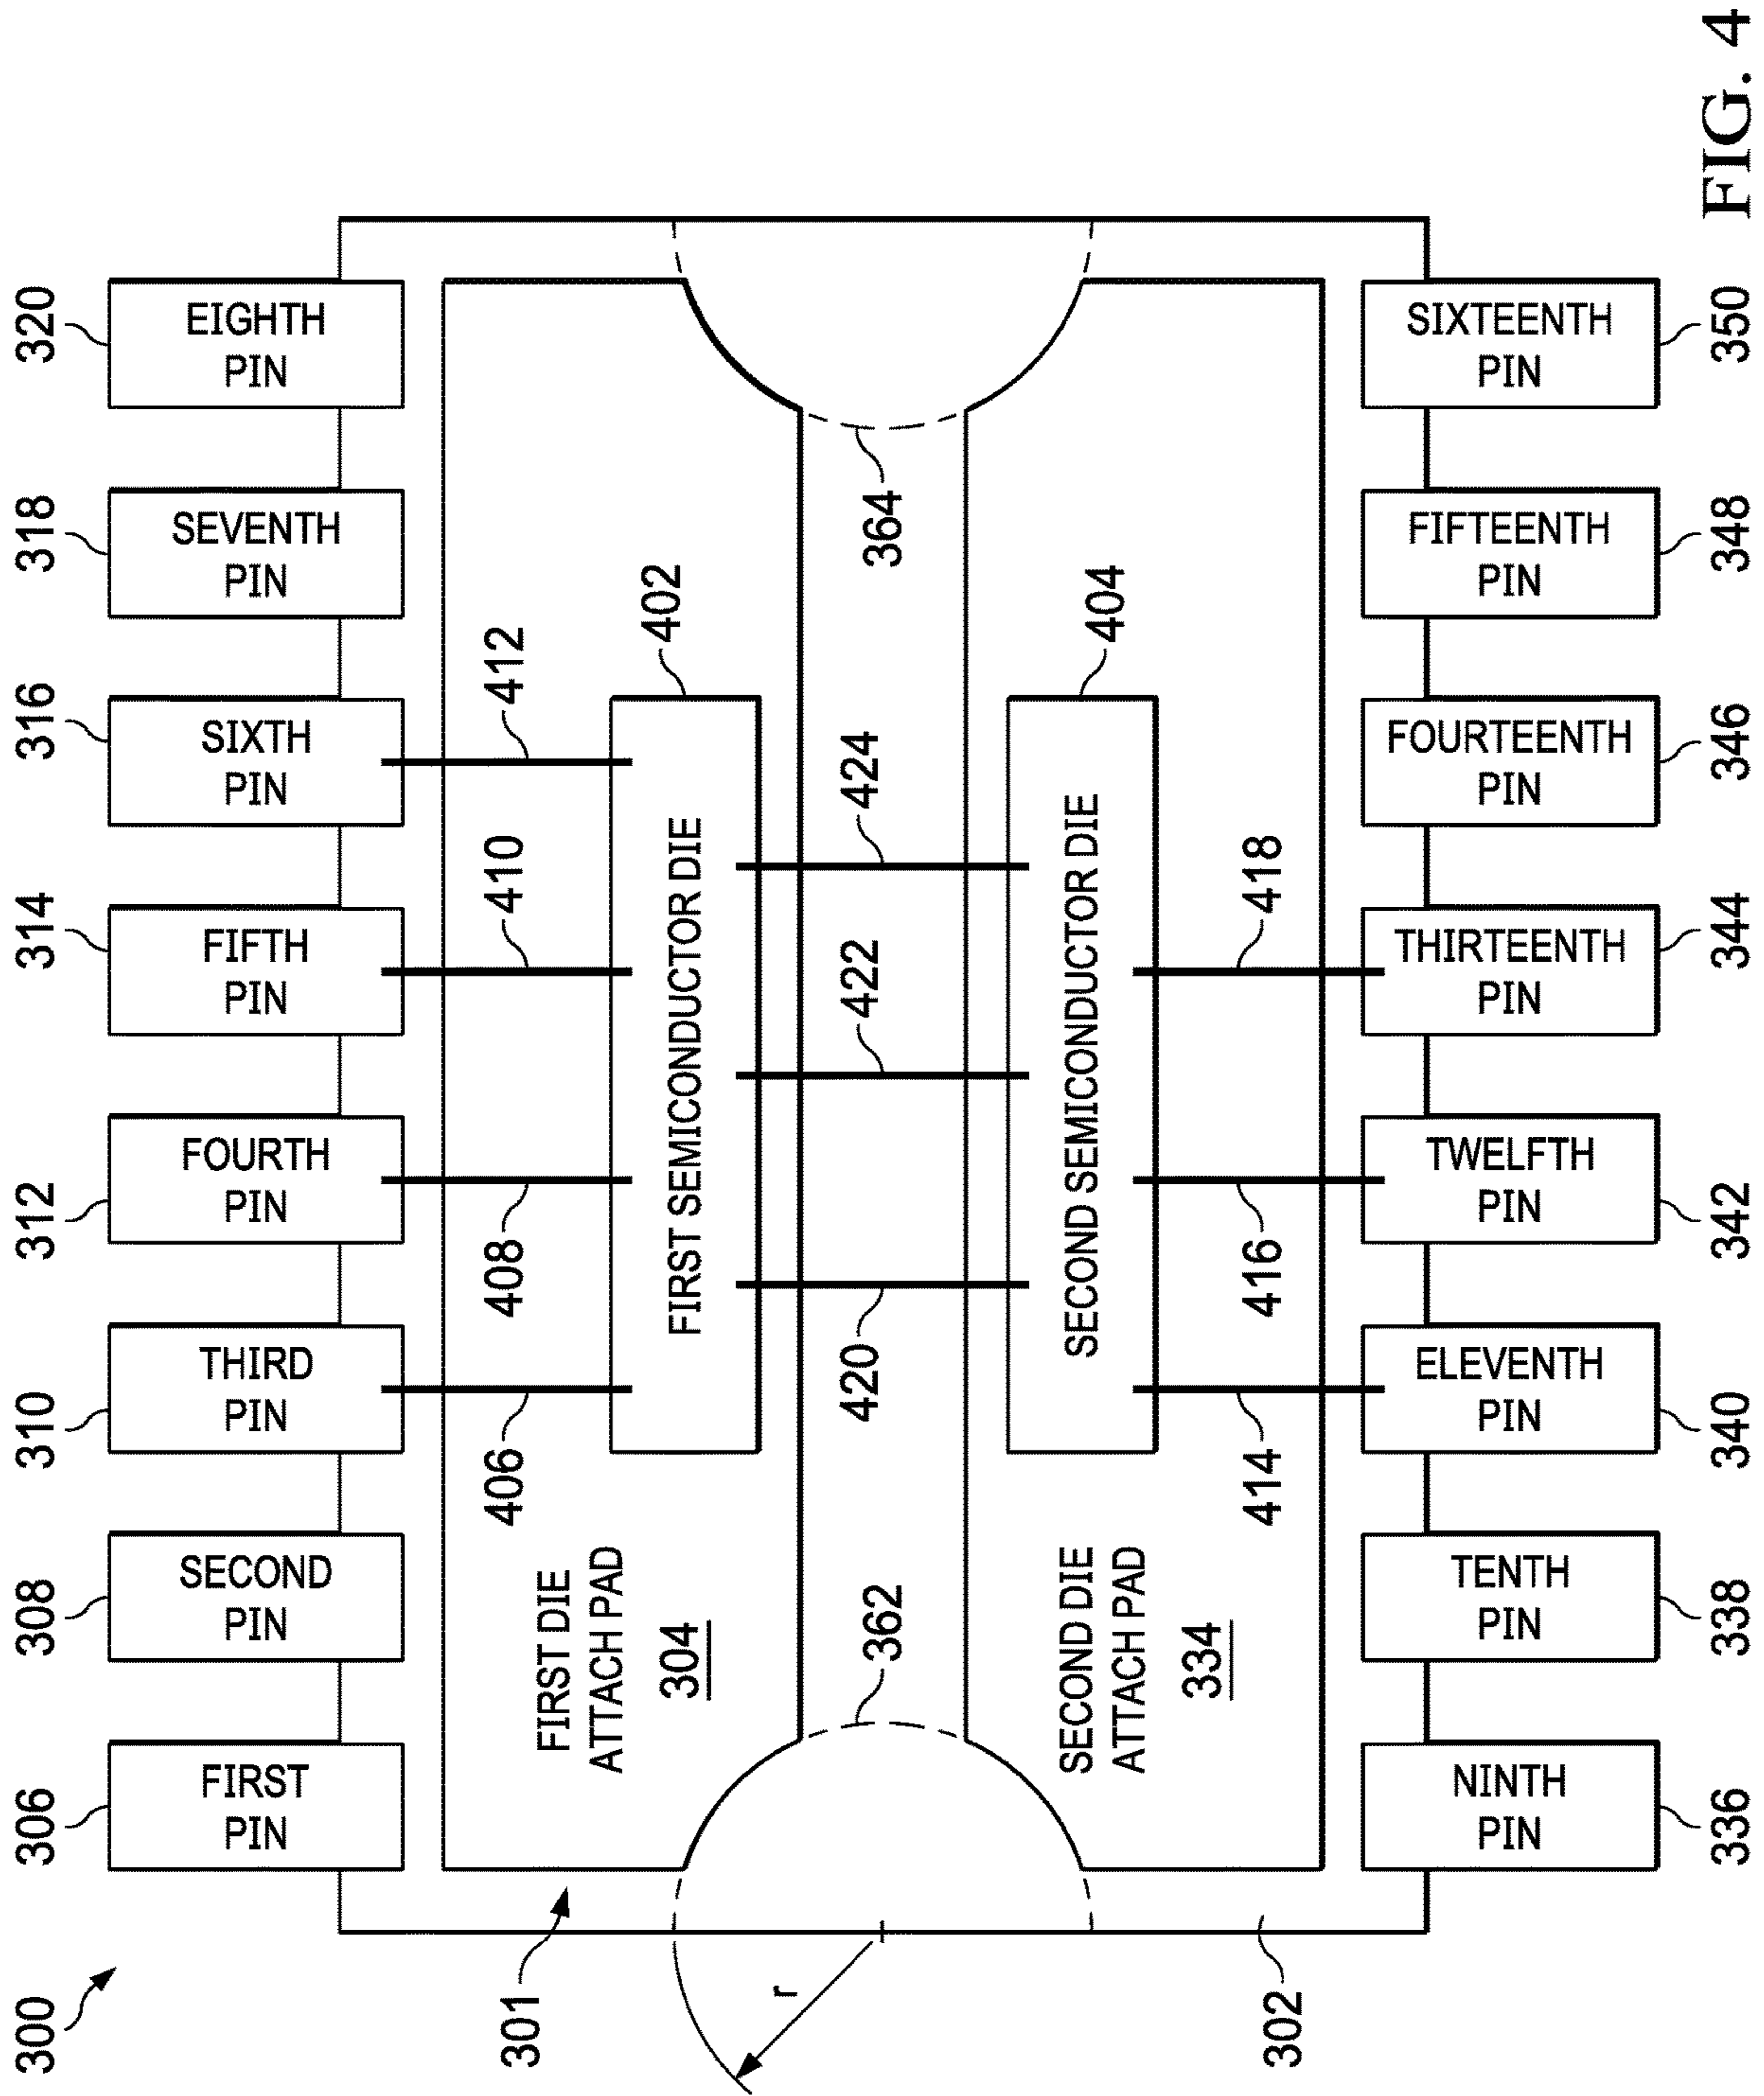 300
306
308
310
312
314
316
318
320
FIRST
PIN
SECOND
PIN
THIRD
PIN
FOURTH
PIN
FIFTH
PIN
SIXTH
PIN
SEVENTH
PIN
EIGHTH
PIN
301
406
408
410
412
FIRST DIE
ATTACH PAD
304
FIRST SEMICONDUCTOR DIE
402
r
362
420
422
424
364
SECOND DIE
ATTACH PAD
334
SECOND SEMICONDUCTOR DIE
404
302
414
416
418
NINTH
PIN
TENTH
PIN
ELEVENTH
PIN
TWELFTH
PIN
THIRTEENTH
PIN
FOURTEENTH
PIN
FIFTEENTH
PIN
SIXTEENTH
PIN
336
338
340
342
344
346
348
350
FIG. 4